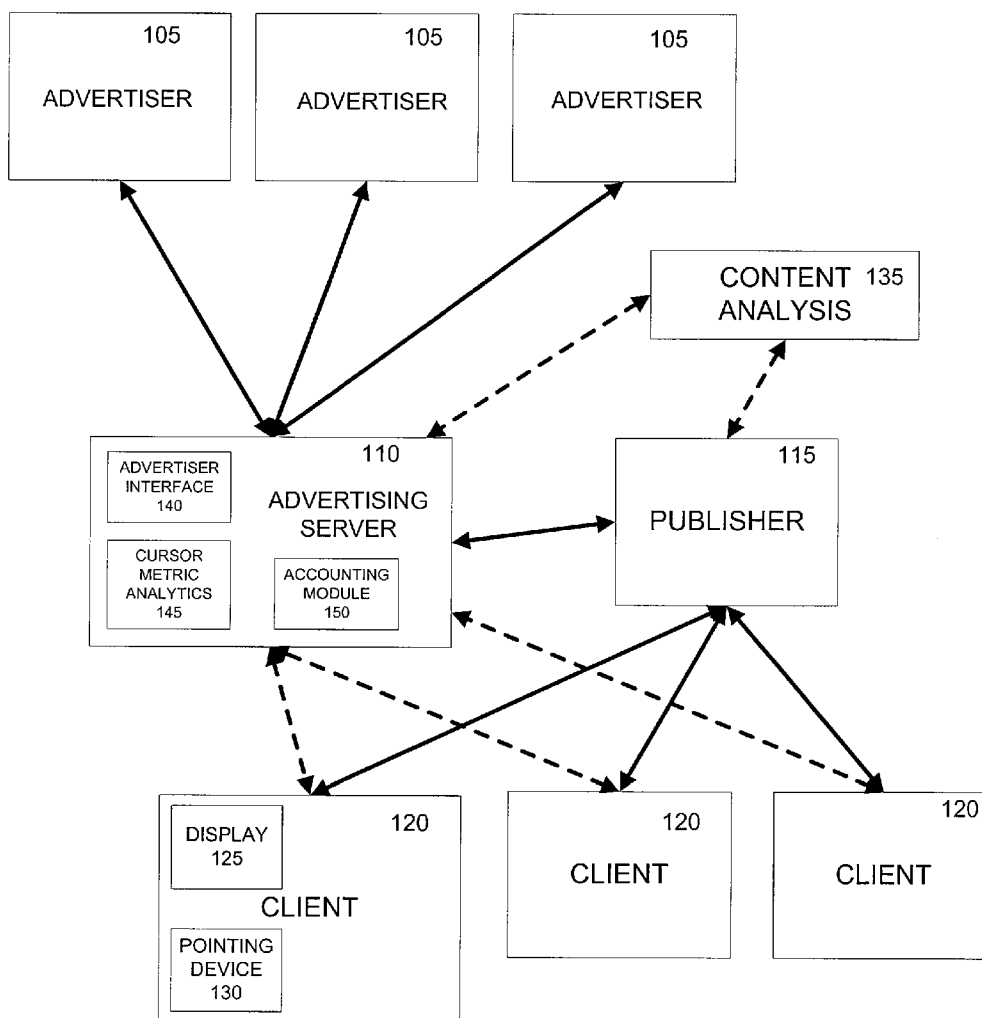 105
ADVERTISER
105
ADVERTISER
105
ADVERTISER
CONTENT
ANALYSIS
135
110
ADVERTISER
INTERFACE
140
ADVERTISING
SERVER
CURSOR
METRIC
ANALYTICS
145
ACCOUNTING
MODULE
150
115
PUBLISHER
120
DISPLAY
125
CLIENT
POINTING
DEVICE
130
120
CLIENT
120
CLIENT